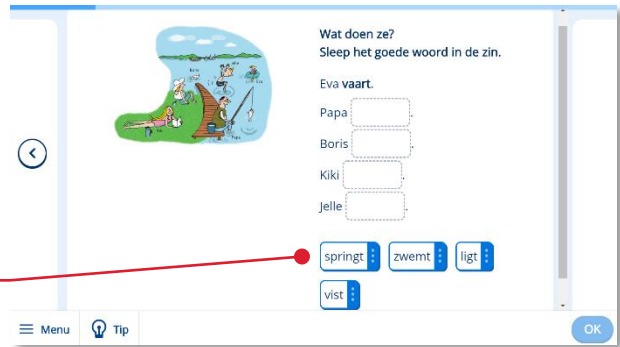 Wat doen ze?
Sleep het goede woord in de zin.
Eva vaart.
Papa .
Boris .
Kiki .
Jelle .
springt zwemt ligt
vist
Menu Tip OK